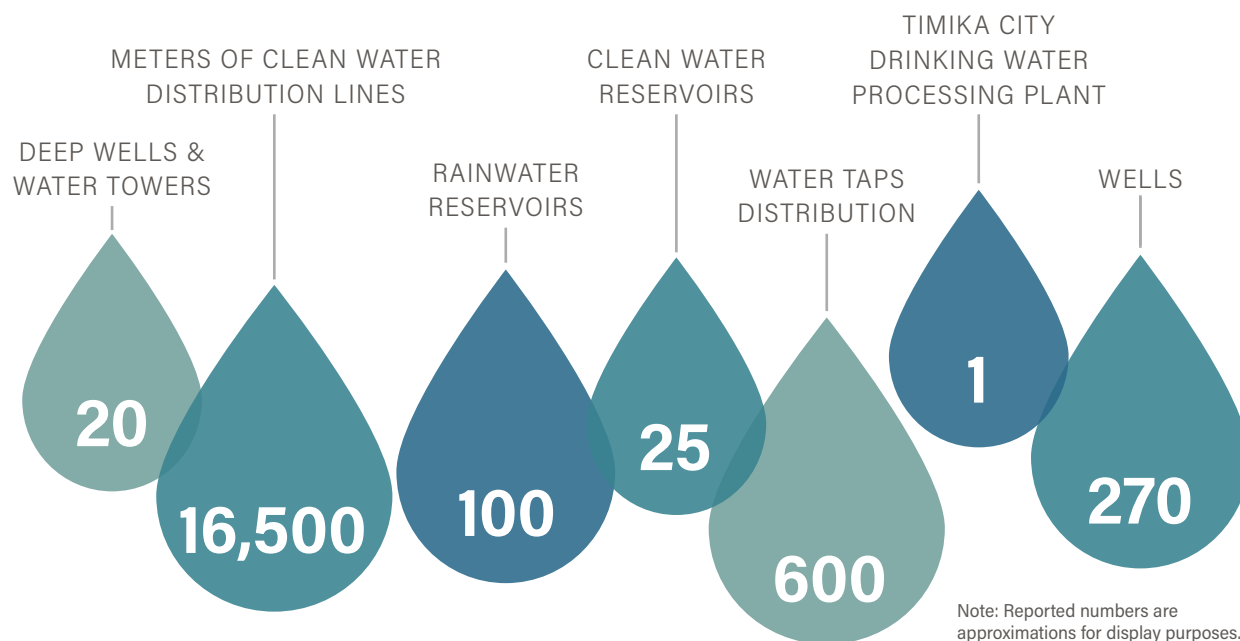 DEEP WELLS &
WATER TOWERS
20
METERS OF CLEAN WATER
DISTRIBUTION LINES
16,500
RAINWATER
RESERVOIRS
100
CLEAN WATER
RESERVOIRS
25
WATER TAPS
DISTRIBUTION
600
TIMIKA CITY
DRINKING WATER
PROCESSING PLANT
1
WELLS
270
Note: Reported numbers are
approximations for display purposes.